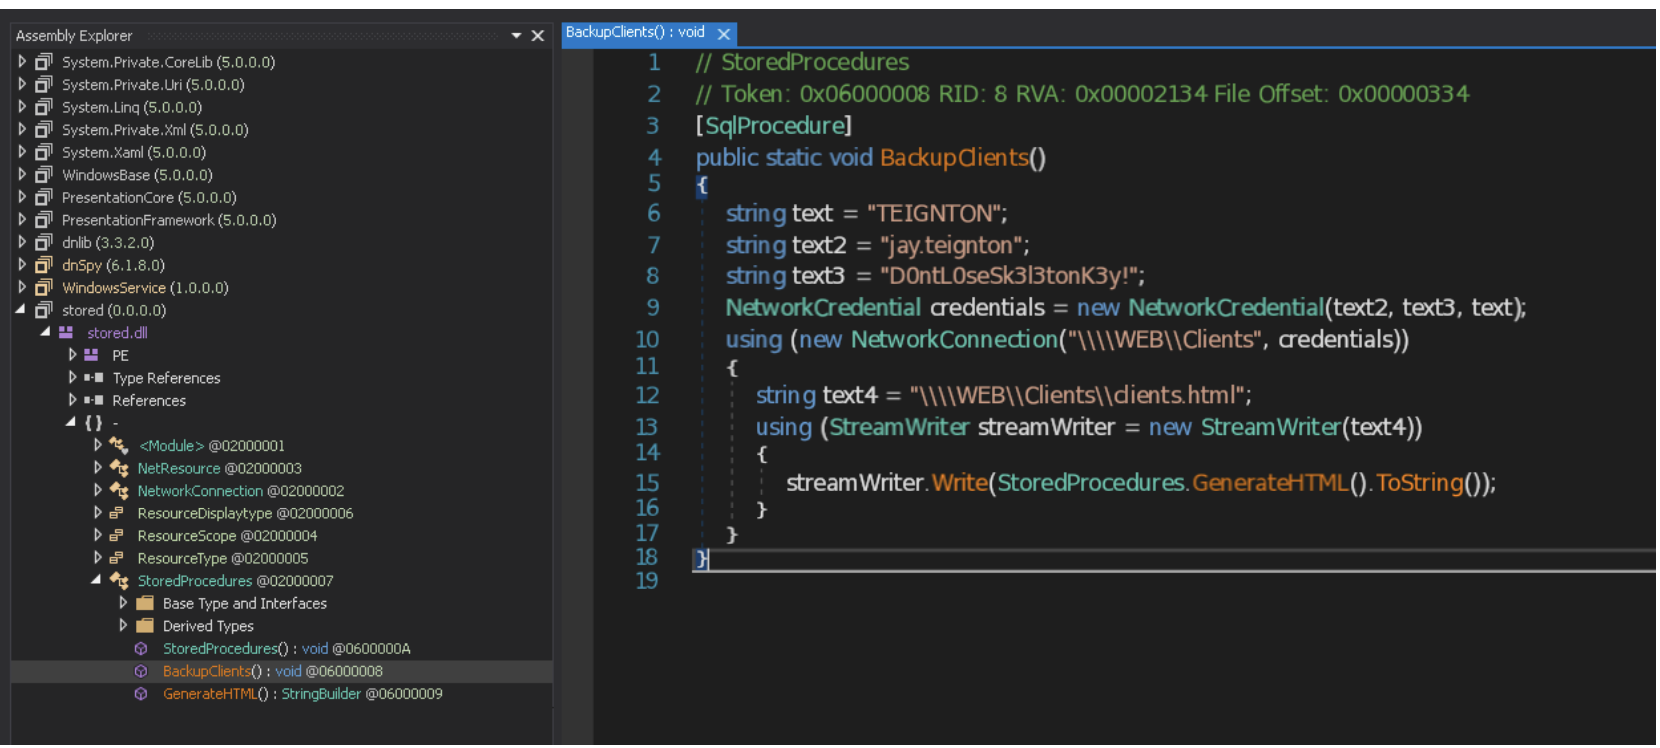 Assembly Explorer
System.Private.CoreLib (5.0.0.0)
System.Private.Uri (5.0.0.0)
System.Linq (5.0.0.0)
System.Private.Xml (5.0.0.0)
System.Xaml (5.0.0.0)
WindowsBase (5.0.0.0)
PresentationCore (5.0.0.0)
PresentationFramework (5.0.0.0)
dnlib (3.3.2.0)
dnSpy (6.1.8.0)
WindowsService (1.0.0.0)
stored (0.0.0.0)
stored.dll
PE
Type References
References
{} -
<Module> @02000001
NetResource @02000003
NetworkConnection @02000002
ResourceDisplaytype @02000006
ResourceScope @02000004
ResourceType @02000005
StoredProcedures @02000007
Base Type and Interfaces
Derived Types
StoredProcedures() : void @0600000A
BackupClients() : void @06000008
GenerateHTML() : StringBuilder @06000009
BackupClients() : void
1 // StoredProcedures
2 // Token: 0x06000008 RID: 8 RVA: 0x00002134 File Offset: 0x00000334
3 [SqlProcedure]
4 public static void BackupClients()
5 {
6 string text = "TEIGNTON";
7 string text2 = "jay.teignton";
8 string text3 = "D0ntL0seSk3l3tonK3y!";
9 NetworkCredential credentials = new NetworkCredential(text2, text3, text);
10 using (new NetworkConnection("\\\\WEB\\Clients", credentials))
11 {
12 string text4 = "\\\\WEB\\Clients\\clients.html";
13 using (StreamWriter streamWriter = new StreamWriter(text4))
14 {
15 streamWriter.Write(StoredProcedures.GenerateHTML().ToString());
16 }
17 }
18 }
19